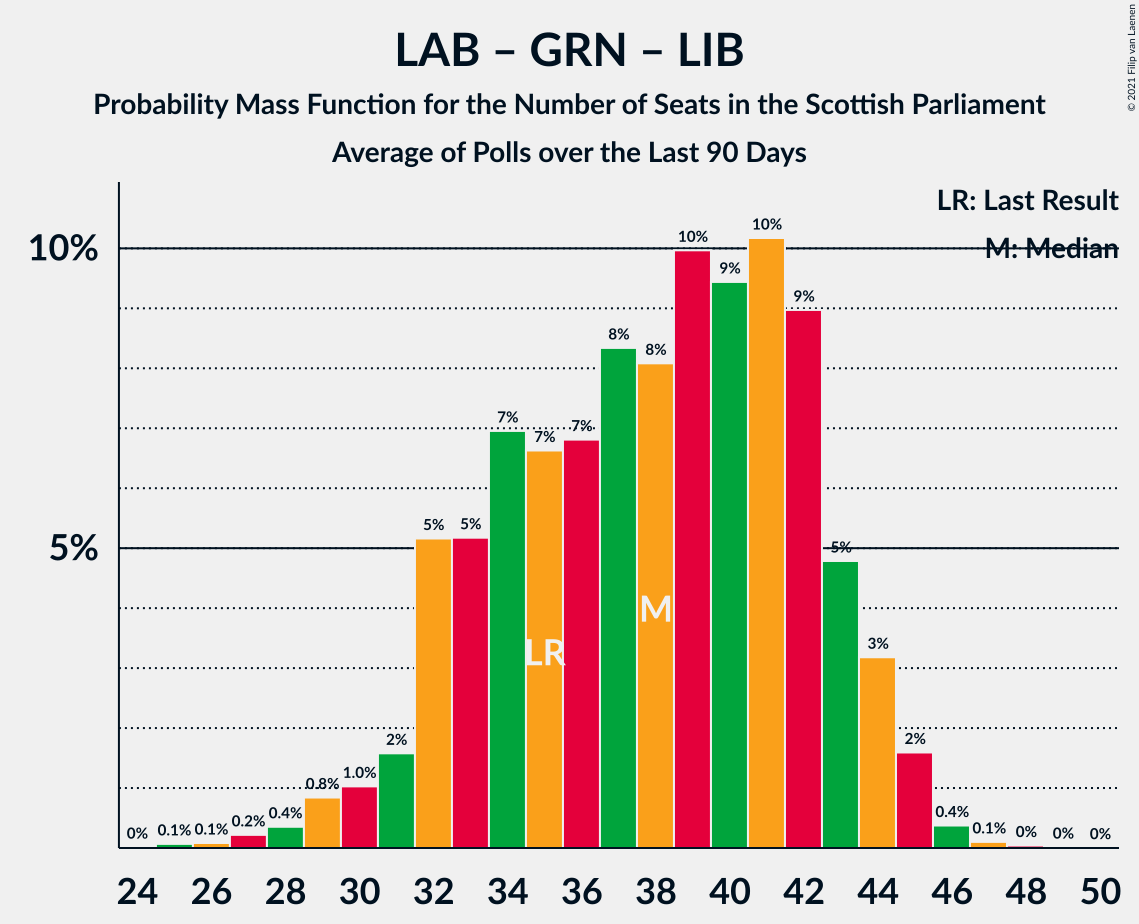 LAB – GRN – LIB
Probability Mass Function for the Number of Seats in the Scottish Parliament
Average of Polls over the Last 90 Days
© 2021 Filip van Laenen
LR: Last Result
M: Median
10%
5%
0% 0.1% 0.1% 0.2% 0.4% 0.8% 1.0% 2% 5% 5% 7% 7% 7% 8% 8% 10% 9% 10% 9% 5% 3% 2% 0.4% 0.1% 0% 0% 0%
LR M
24 26 28 30 32 34 36 38 40 42 44 46 48 50